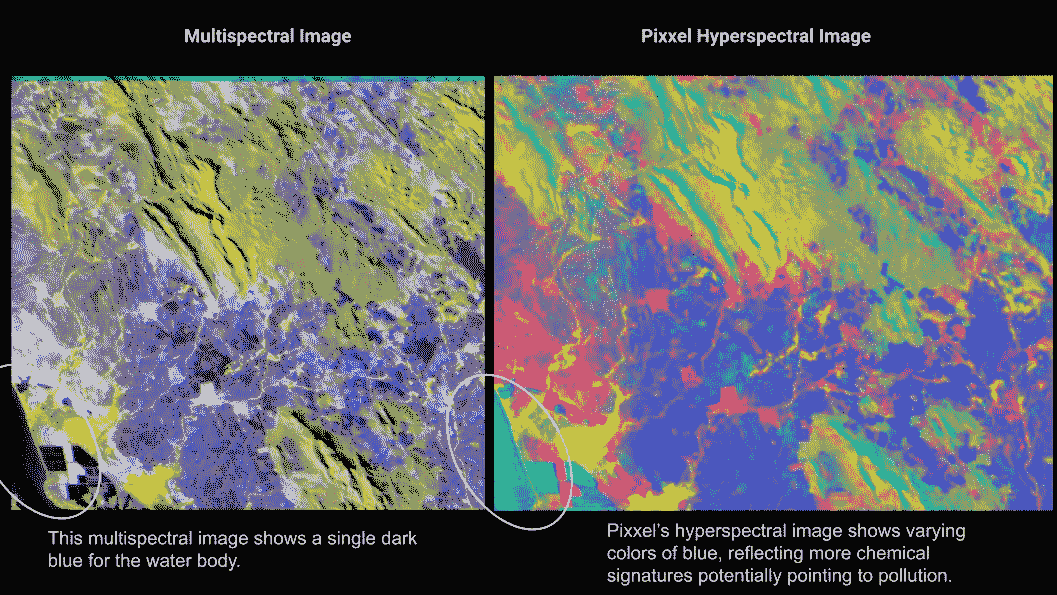 Multispectral Image
Pixxel Hyperspectral Image
This multispectral image shows a single dark
blue for the water body.
Pixxel's hyperspectral image shows varying
colors of blue, reflecting more chemical
signatures potentially pointing to pollution.